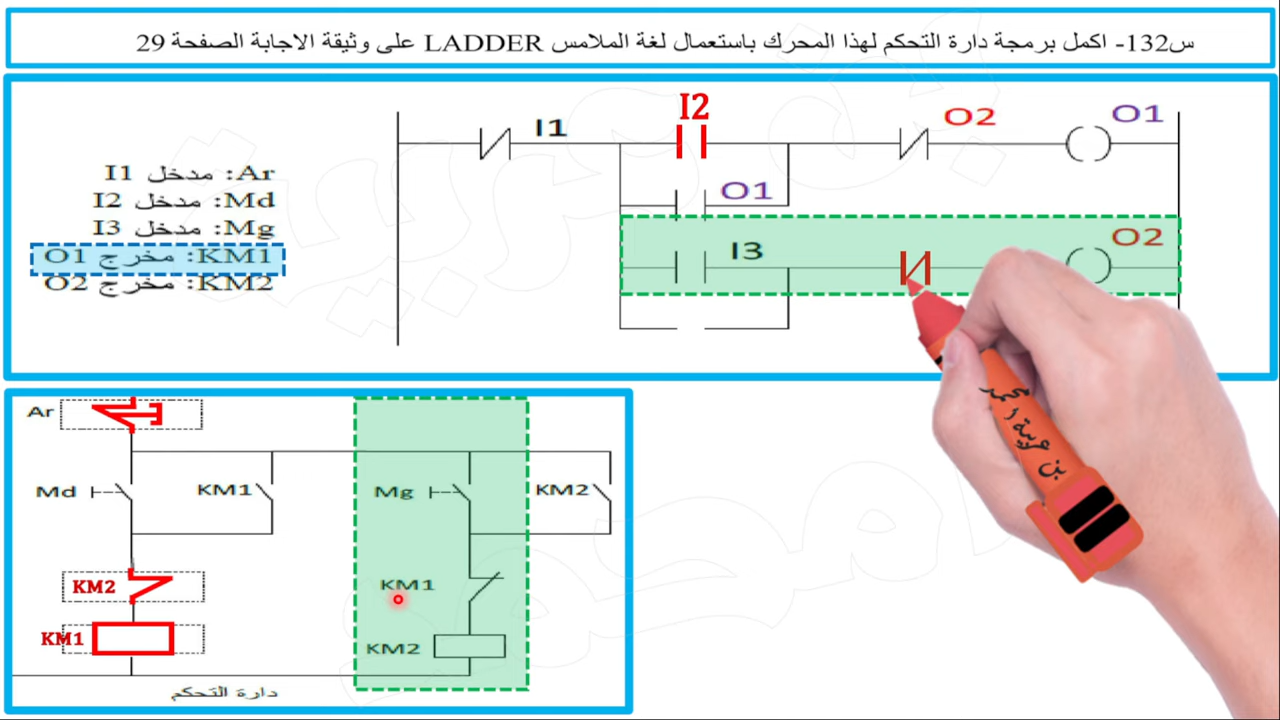 س132- اكمل برمجة دارة التحكم لهذا المحرك باستعمال لغة الملامس LADDER على وثيقة الاجابة الصفحة 29
I1 I2 O2 O1
O1
I3 O2
Ar: مدخل I1
Md: مدخل I2
Mg: مدخل I3
KM1: مخرج O1
KM2: مخرج O2
Ar
Md KM1 Mg KM2
KM2 KM1
KM1 KM2
دارة التحكم